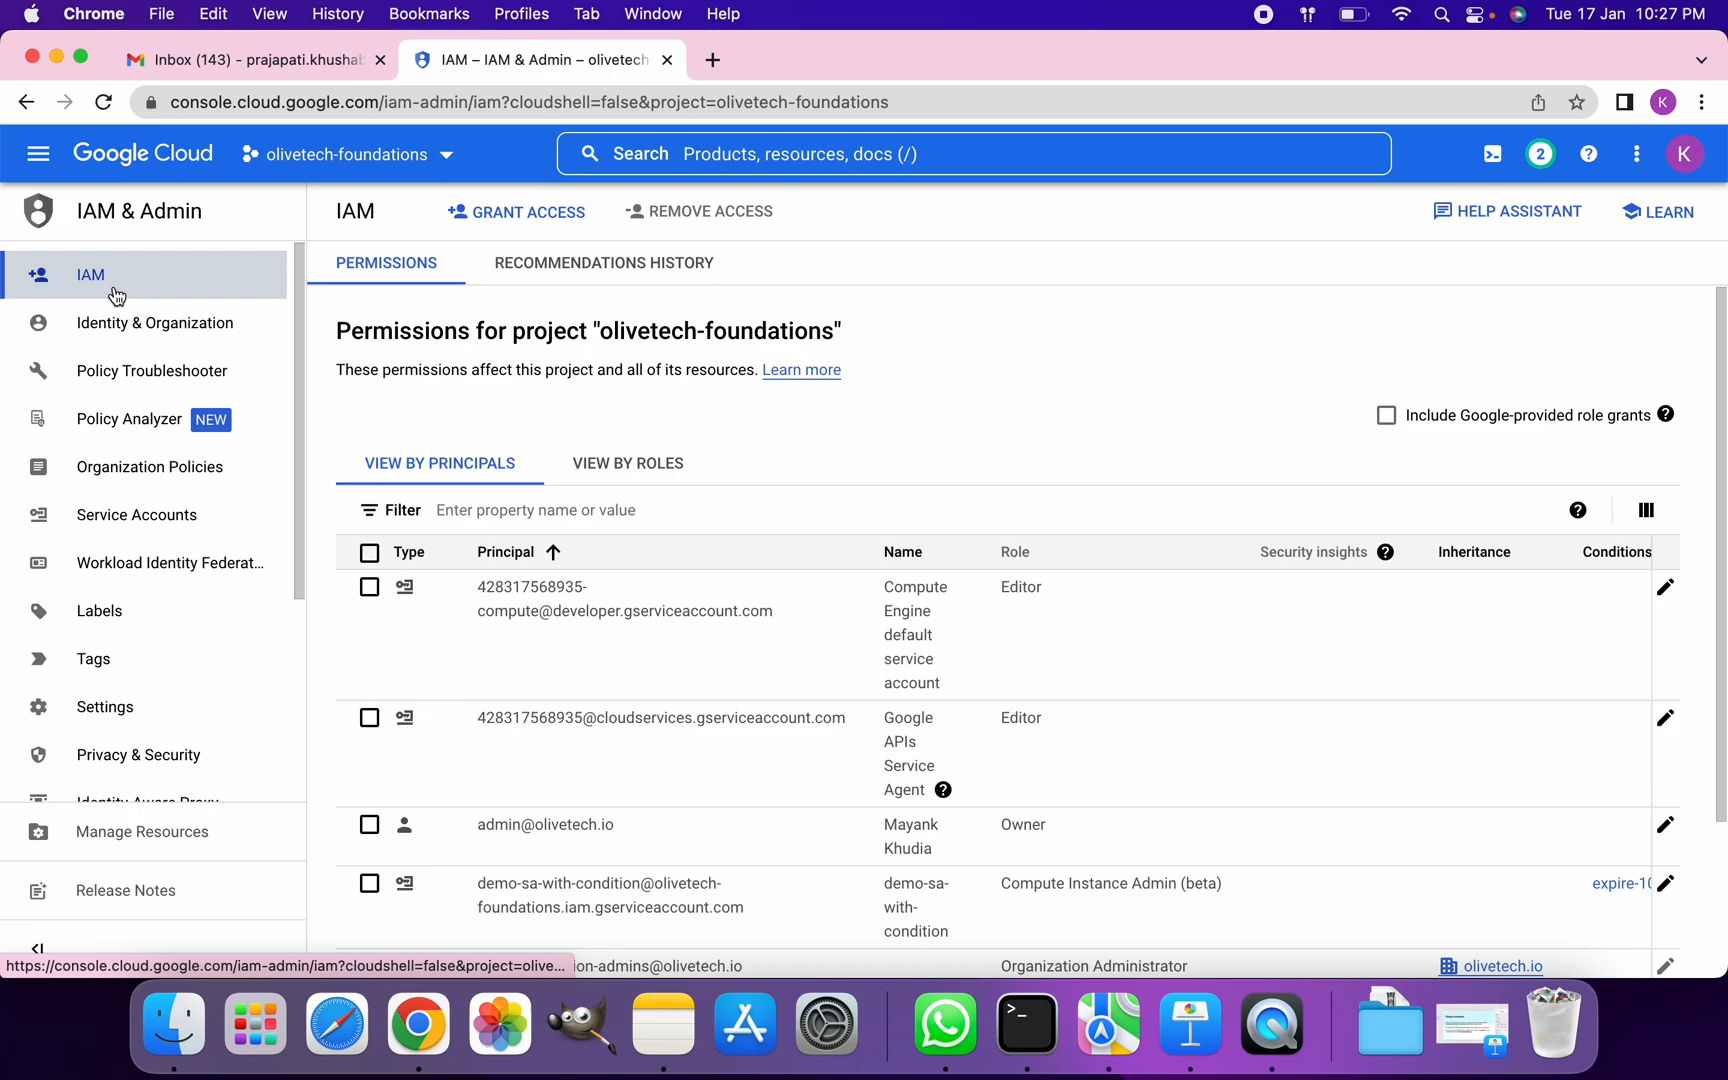 Chrome File Edit View History Bookmarks Profiles Tab Window Help Tue 17 Jan 10:27 PM
Inbox (143) - prajapati.khushal IAM – IAM & Admin – olivetech
console.cloud.google.com/iam-admin/iam?cloudshell=false&project=olivetech-foundations K
Google Cloud olivetech-foundations Search Products, resources, docs (/) 2 K
IAM & Admin
IAM GRANT ACCESS REMOVE ACCESS HELP ASSISTANT LEARN
IAM
Identity & Organization
Policy Troubleshooter
Policy Analyzer NEW
Organization Policies
Service Accounts
Workload Identity Federat...
Labels
Tags
Settings
Privacy & Security
Identity-Aware Proxy
Manage Resources
Release Notes
PERMISSIONS RECOMMENDATIONS HISTORY
Permissions for project "olivetech-foundations"
These permissions affect this project and all of its resources. Learn more
Include Google-provided role grants
VIEW BY PRINCIPALS VIEW BY ROLES
Filter Enter property name or value
Type Principal Name Role Security insights Inheritance Conditions
428317568935- Compute Editor
compute@developer.gserviceaccount.com Engine
default
service
account
428317568935@cloudservices.gserviceaccount.com Google Editor
APIs
Service
Agent
admin@olivetech.io Mayank Owner
Khudia
demo-sa-with-condition@olivetech- demo-sa- Compute Instance Admin (beta) expire-10
foundations.iam.gserviceaccount.com with-
condition
ion-admins@olivetech.io Organization Administrator olivetech.io
https://console.cloud.google.com/iam-admin/iam?cloudshell=false&project=olive...